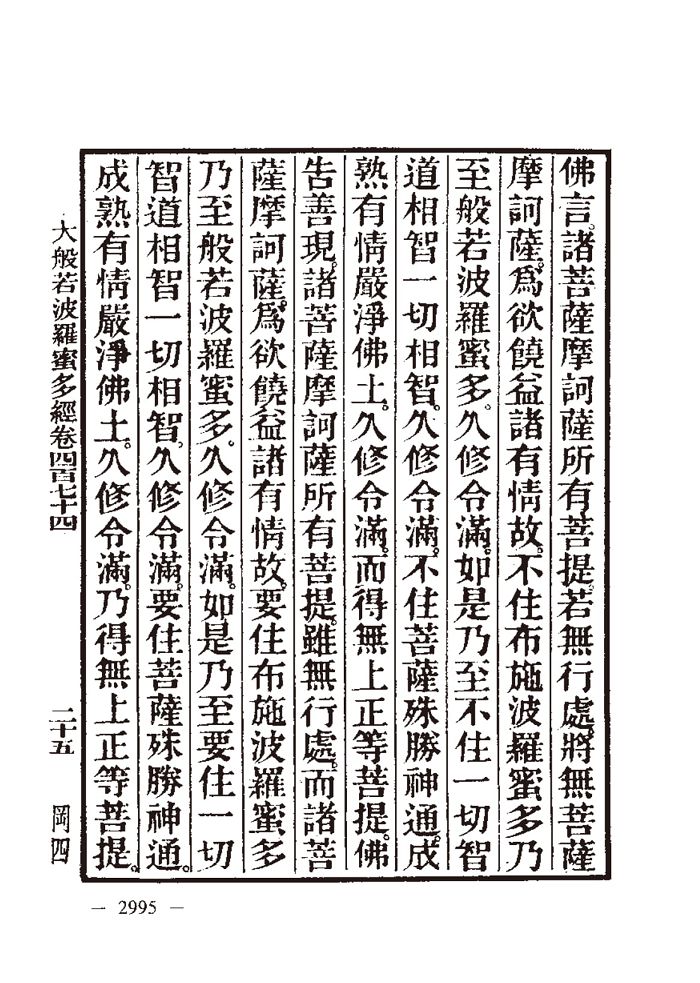 佛言。諸菩薩摩訶薩所有菩提。若無行處。將無菩薩
摩訶薩。爲欲饒益諸有情故。不住布施波羅蜜多乃
至般若波羅蜜多。久修令滿。如是乃至不住一切智
道相智一切相智。久修令滿。不住菩薩殊勝神通。成
熟有情嚴淨佛土。久修令滿。而得無上正等菩提。佛
告善現。諸菩薩摩訶薩所有菩提。雖無行處。而諸菩
薩摩訶薩。爲欲饒益諸有情故。要住布施波羅蜜多
乃至般若波羅蜜多。久修令滿。如是乃至要住一切
智道相智一切相智。久修令滿。要住菩薩殊勝神通。
成熟有情嚴淨佛土。久修令滿。乃得無上正等菩提。
大般若波羅蜜多經卷四百七十四 二十五 岡四
— 2995 —